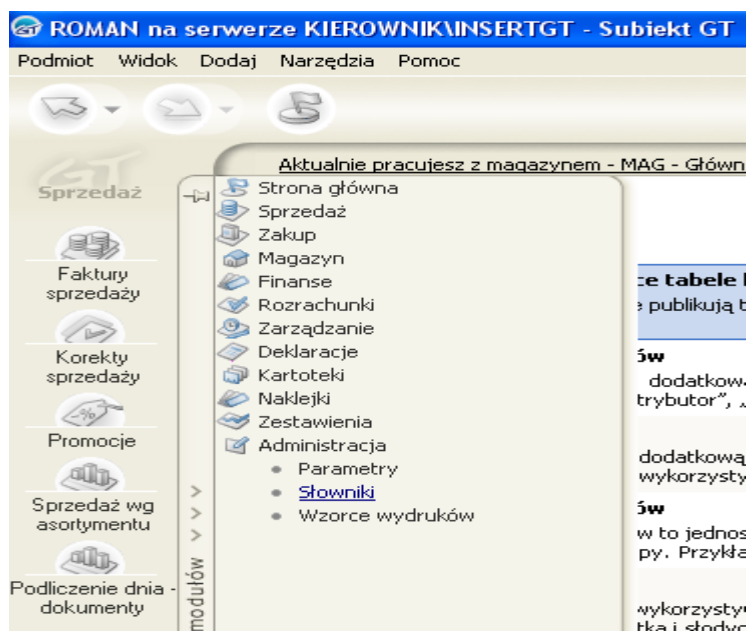 ROMAN na serwerze KIEROWNIK\INSERTGT - Subiekt GT
Podmiot Widok Dodaj Narzędzia Pomoc
GT
Sprzedaż
Aktualnie pracujesz z magazynem - MAG - Główn
Strona główna
Sprzedaż
Zakup
Magazyn
Finanse
Rozrachunki
Zarządzanie
Deklaracje
Kartoteki
Naklejki
Zestawienia
Administracja
Parametry
Słowniki
Wzorce wydruków
Faktury
sprzedaży
Korekty
sprzedaży
Promocje
Sprzedaż wg
asortymentu
Podliczenie dnia -
dokumenty
modułów
ce tabele
publikują t
ów
dodatkow
trybutor”, „
dodatkową
wykorzysty
ów
w to jednos
py. Przykła
wykorzysty
tka i słodyc